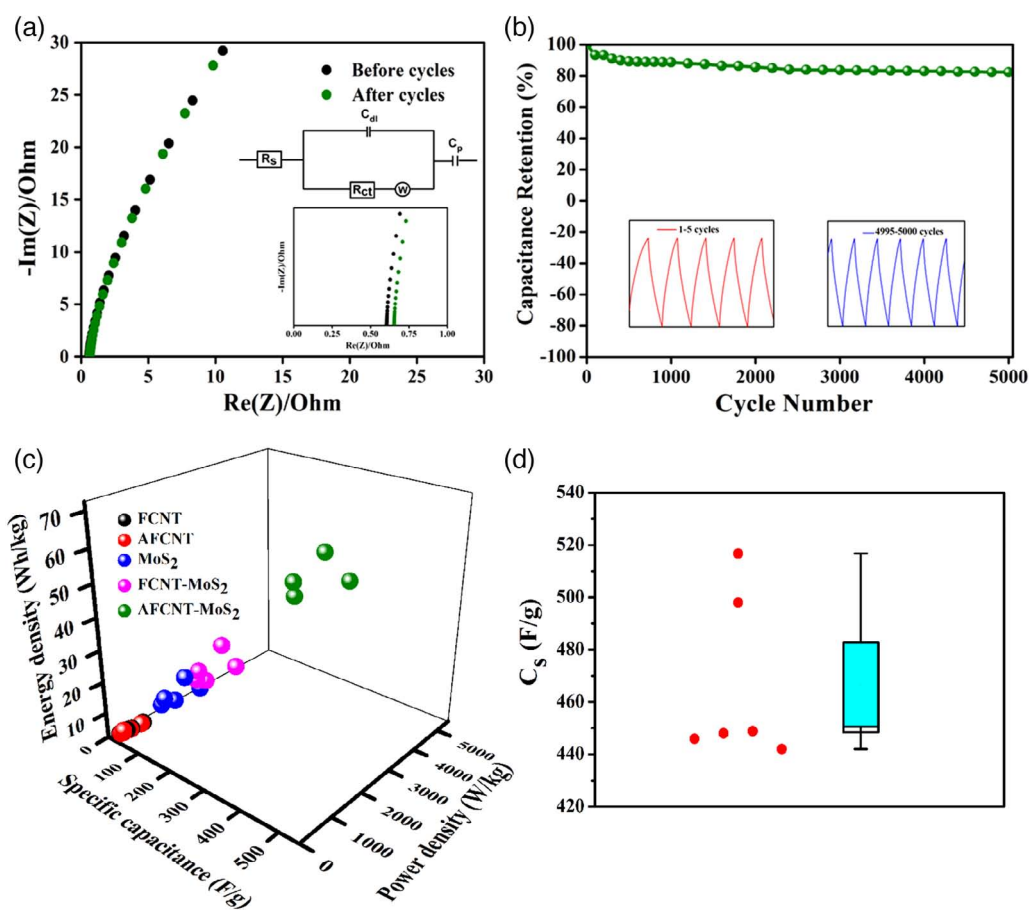 (a)
30
25
20
15
10
5
0
-Im(Z)/Ohm
Before cycles
After cycles
Cdl
Cp
Rs
Rct
W
-Im(Z)/Ohm
0.00 0.25 0.50 0.75 1.00
Re(Z)/Ohm
0 5 10 15 20 25 30
Re(Z)/Ohm
(b)
100
80
60
40
20
0
-20
-40
-60
-80
-100
Capacitance Retention (%)
1-5 cycles
4995-5000 cycles
0 1000 2000 3000 4000 5000
Cycle Number
(c)
70
60
50
40
30
20
10
0
Energy density (Wh/kg)
FCNT
AFCNT
MoS2
FCNT-MoS2
AFCNT-MoS2
100
200
300
400
500
Specific capacitance (F/g)
5000
4000
3000
2000
1000
0
Power density (W/kg)
(d)
540
520
500
480
460
440
420
Cs (F/g)